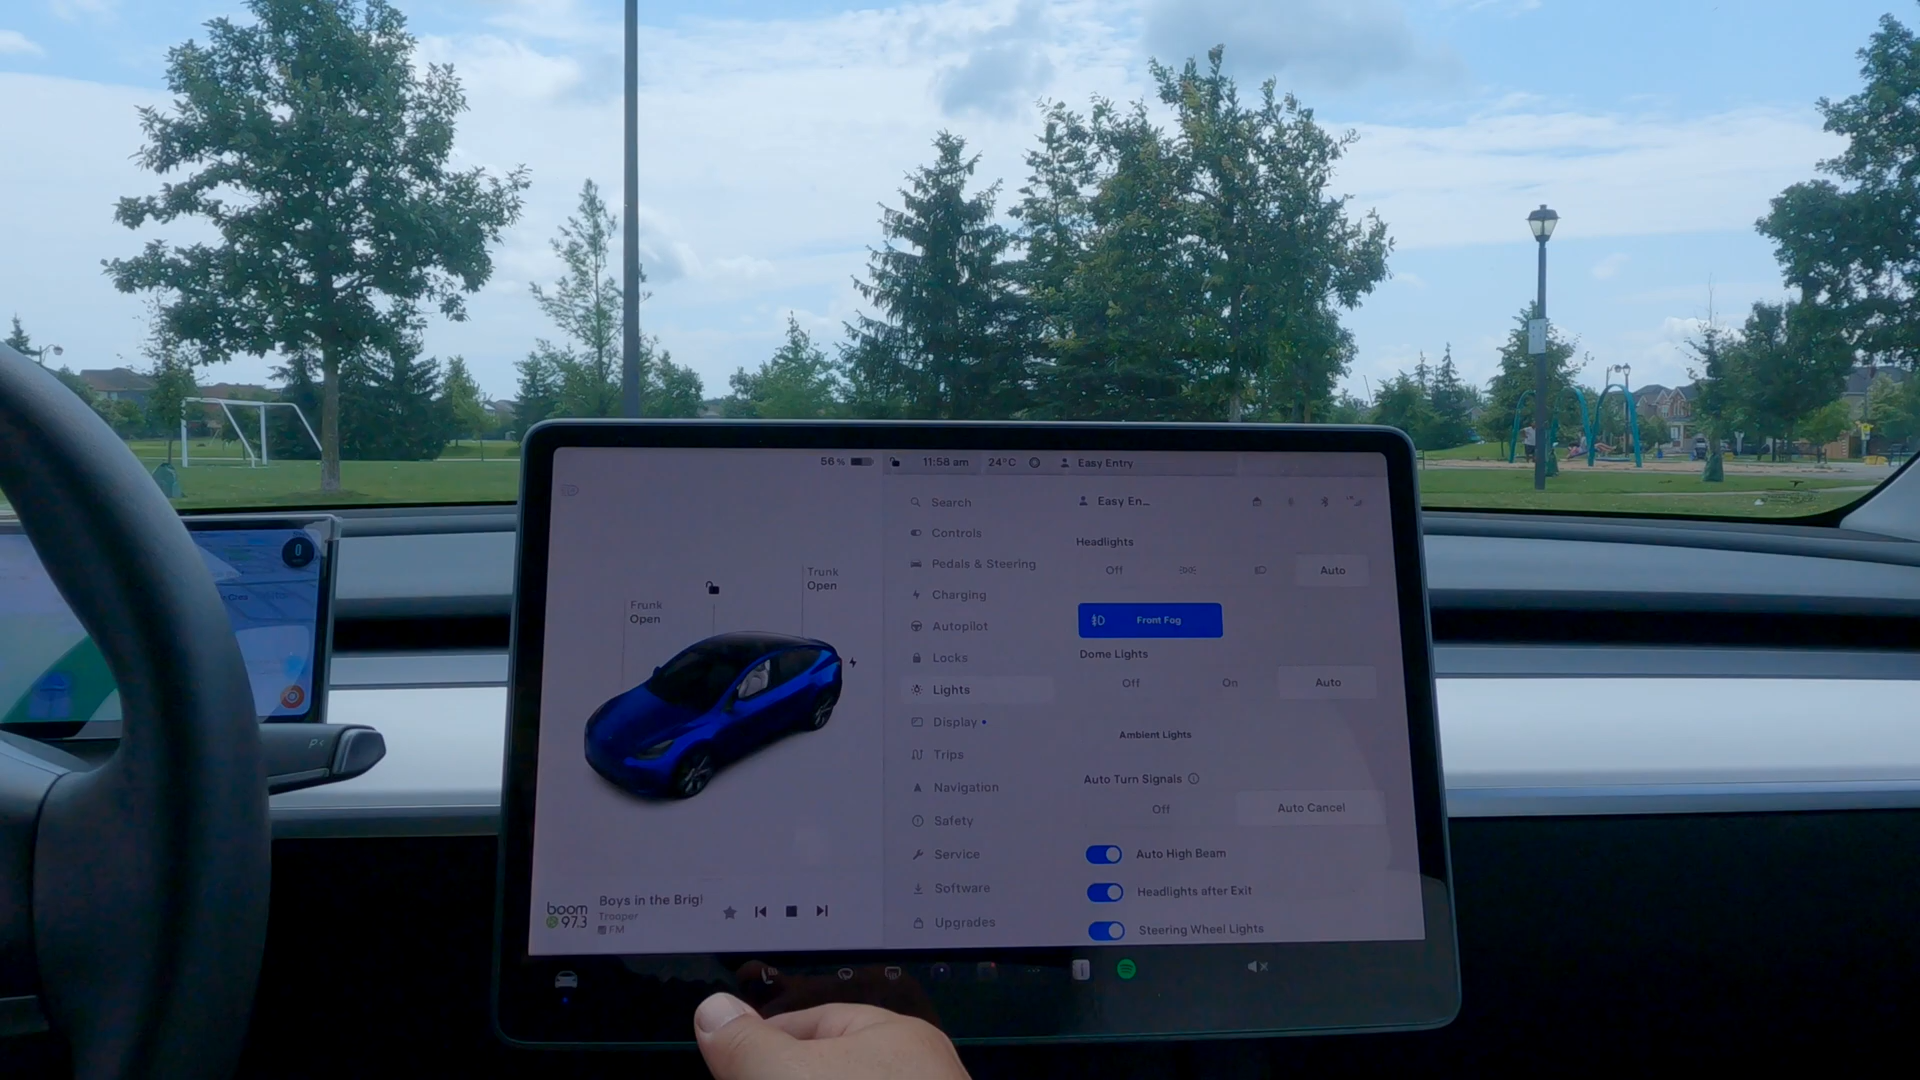 56 %
11:58 am
24°C
Easy Entry
Search
Controls
Pedals & Steering
Charging
Autopilot
Locks
Lights
Display
Trips
Navigation
Safety
Service
Software
Upgrades
Easy En...
Headlights
Off
Auto
Front Fog
Dome Lights
Off
On
Auto
Ambient Lights
Auto Turn Signals
Off
Auto Cancel
Auto High Beam
Headlights after Exit
Steering Wheel Lights
Trunk
Open
Frunk
Open
boom
97.3
Boys in the Brig
Trooper
FM
0
P